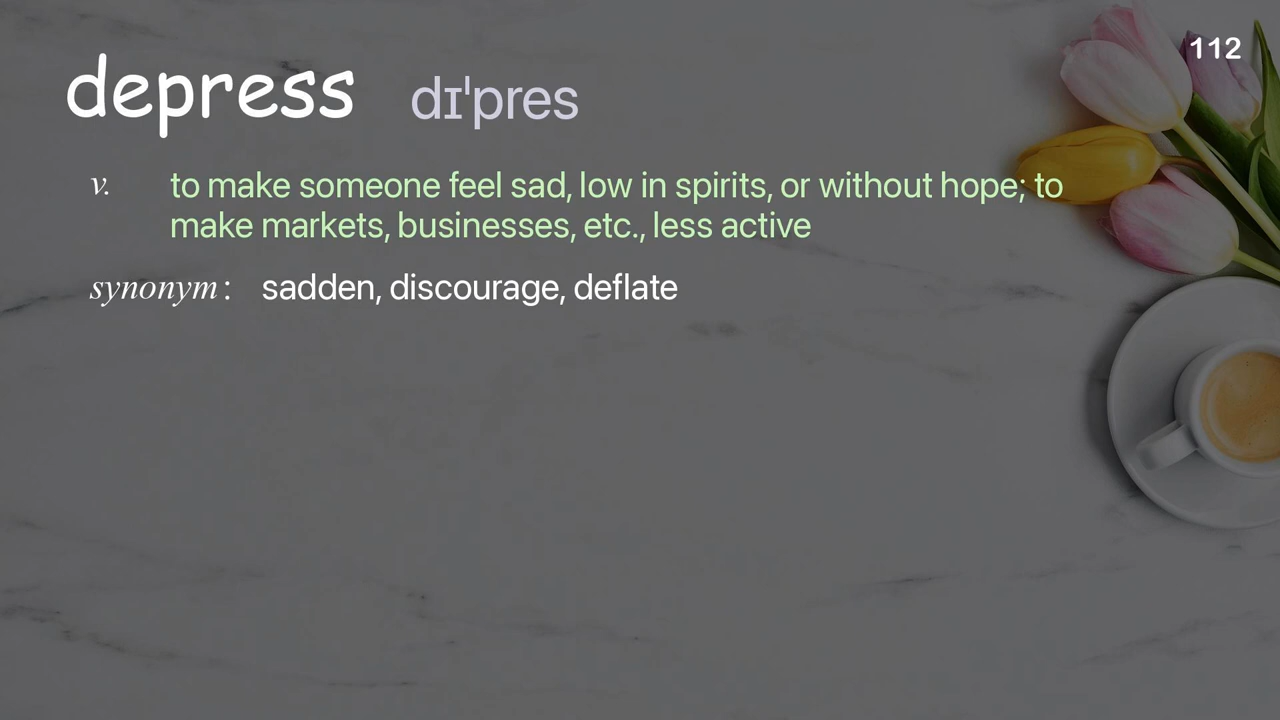 112
depress dɪˈpres
v. to make someone feel sad, low in spirits, or without hope; to
make markets, businesses, etc., less active
synonym: sadden, discourage, deflate